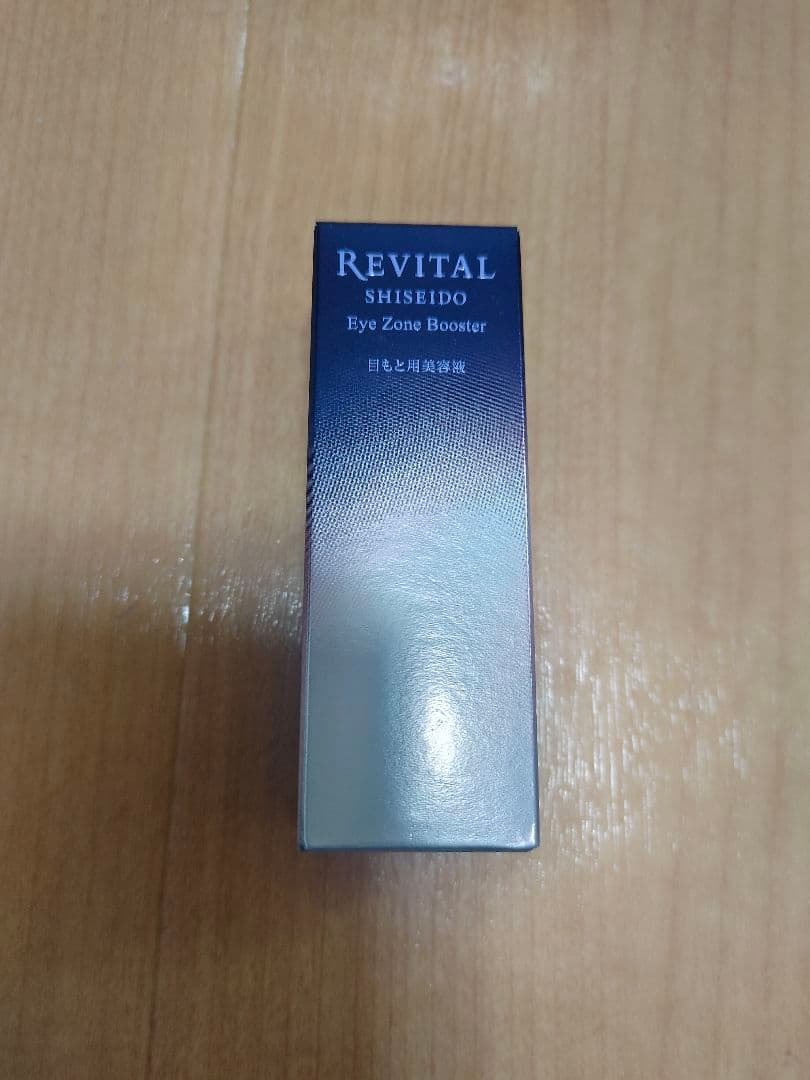 REVITAL
SHISEIDO
Eye Zone Booster
目もと用美容液